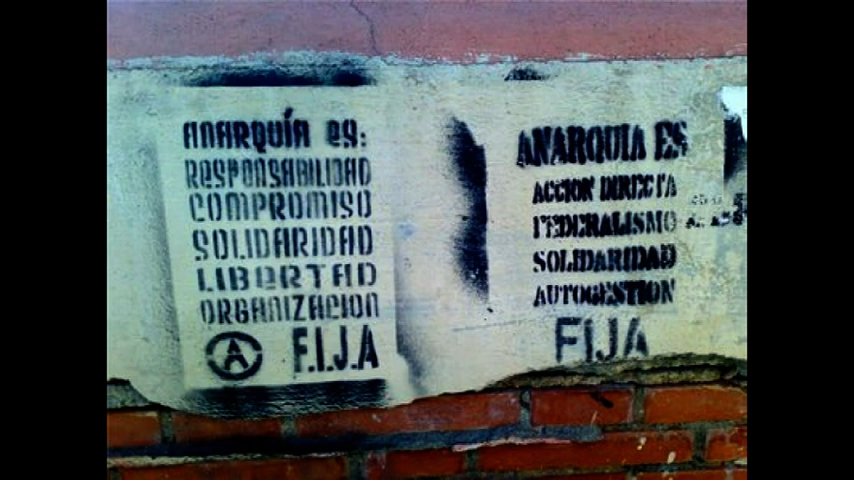 ANARQUÍA ES:
RESPONSABILIDAD
COMPROMISO
SOLIDARIDAD
LIBERTAD
ORGANIZACION
A F.I.J.A
ANARQUIA ES
ACCION DIRECTA
FEDERALISMO
SOLIDARIDAD
AUTOGESTION
FIJA